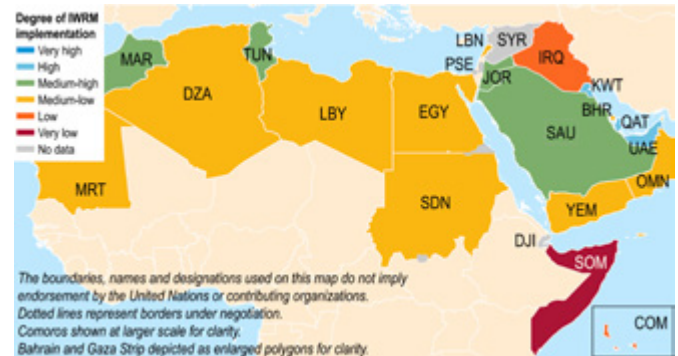 Degree of IWRM
implementation
Very high
High
Medium-high
Medium-low
Low
Very low
No data
MAR
TUN
LBN
SYR
IRQ
PSE
JOR
KWT
DZA
LBY
EGY
BHR
QAT
SAU
UAE
MRT
OMN
SDN
YEM
DJI
SOM
COM
The boundaries, names and designations used on this map do not imply
endorsement by the United Nations or contributing organizations.
Dotted lines represent borders under negotiation.
Comoros shown at larger scale for clarity.
Bahrain and Gaza Strip depicted as enlarged polygons for clarity.